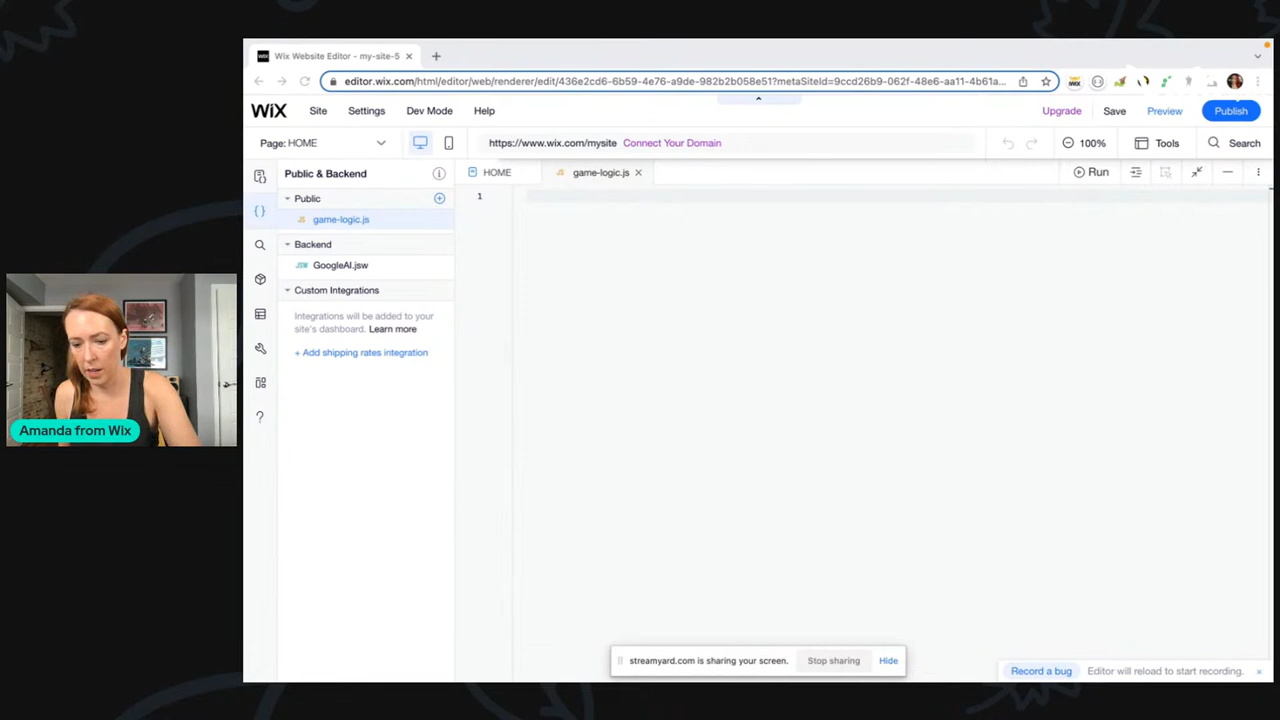 Wix Website Editor - my-site-5
editor.wix.com/html/editor/web/renderer/edit/436e2cd6-6b59-4e76-a9de-982b2b058e51?metaSiteId=9ccd26b9-062f-48e6-aa11-4b61a...
WiX Site Settings Dev Mode Help Upgrade Save Preview Publish
Page: HOME https://www.wix.com/mysite Connect Your Domain 100% Tools Search
Public & Backend HOME game-logic.js Run
Public
1
game-logic.js
Backend
JSW GoogleAI.jsw
Custom Integrations
Integrations will be added to your
site's dashboard. Learn more
+ Add shipping rates integration
Amanda from Wix
streamyard.com is sharing your screen. Stop sharing Hide
Record a bug Editor will reload to start recording.